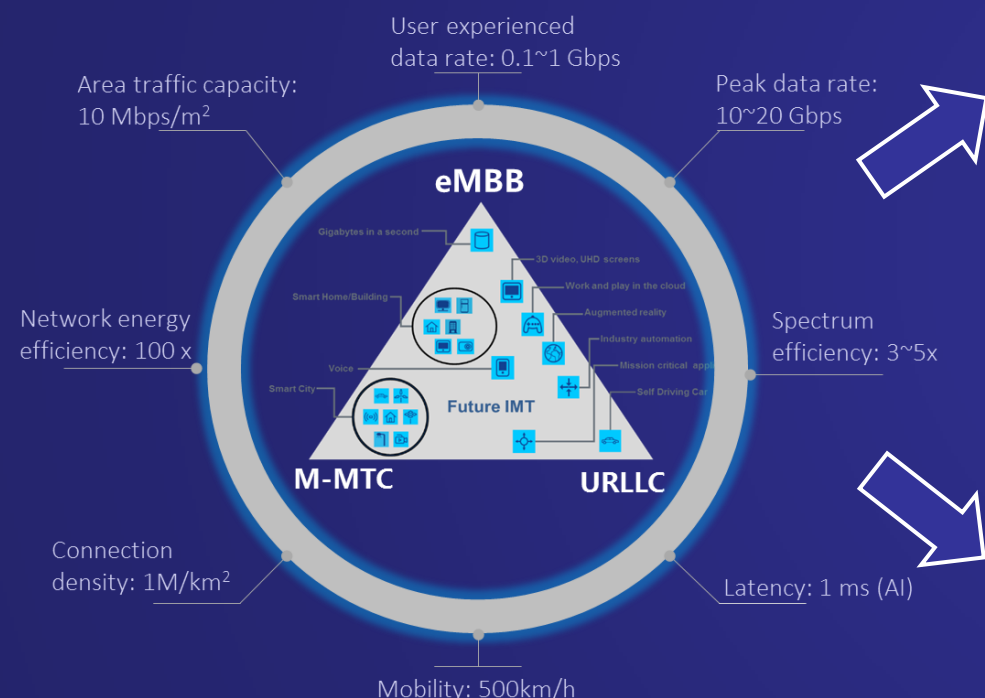 User experienced
data rate: 0.1~1 Gbps
Area traffic capacity:
10 Mbps/m²
Peak data rate:
10~20 Gbps
eMBB
Gigabytes in a second
3D video, UHD screens
Work and play in the cloud
Smart Home/Building
Augmented reality
Industry automation
Voice
Mission critical appl
Smart City
Self Driving Car
Future IMT
M-MTC
URLLC
Network energy
efficiency: 100 x
Spectrum
efficiency: 3~5x
Connection
density: 1M/km²
Latency: 1 ms (AI)
Mobility: 500km/h